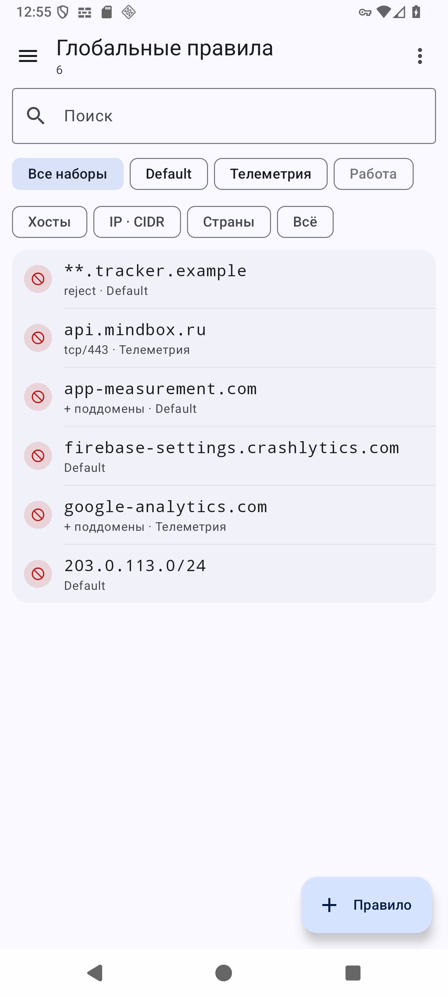 12:55
Глобальные правила
6
Поиск
Все наборы Default Телеметрия Работа
Хосты IP · CIDR Страны Всё
**.tracker.example
reject · Default
api.mindbox.ru
tcp/443 · Телеметрия
app-measurement.com
+ поддомены · Default
firebase-settings.crashlytics.com
Default
google-analytics.com
+ поддомены · Телеметрия
203.0.113.0/24
Default
+ Правило